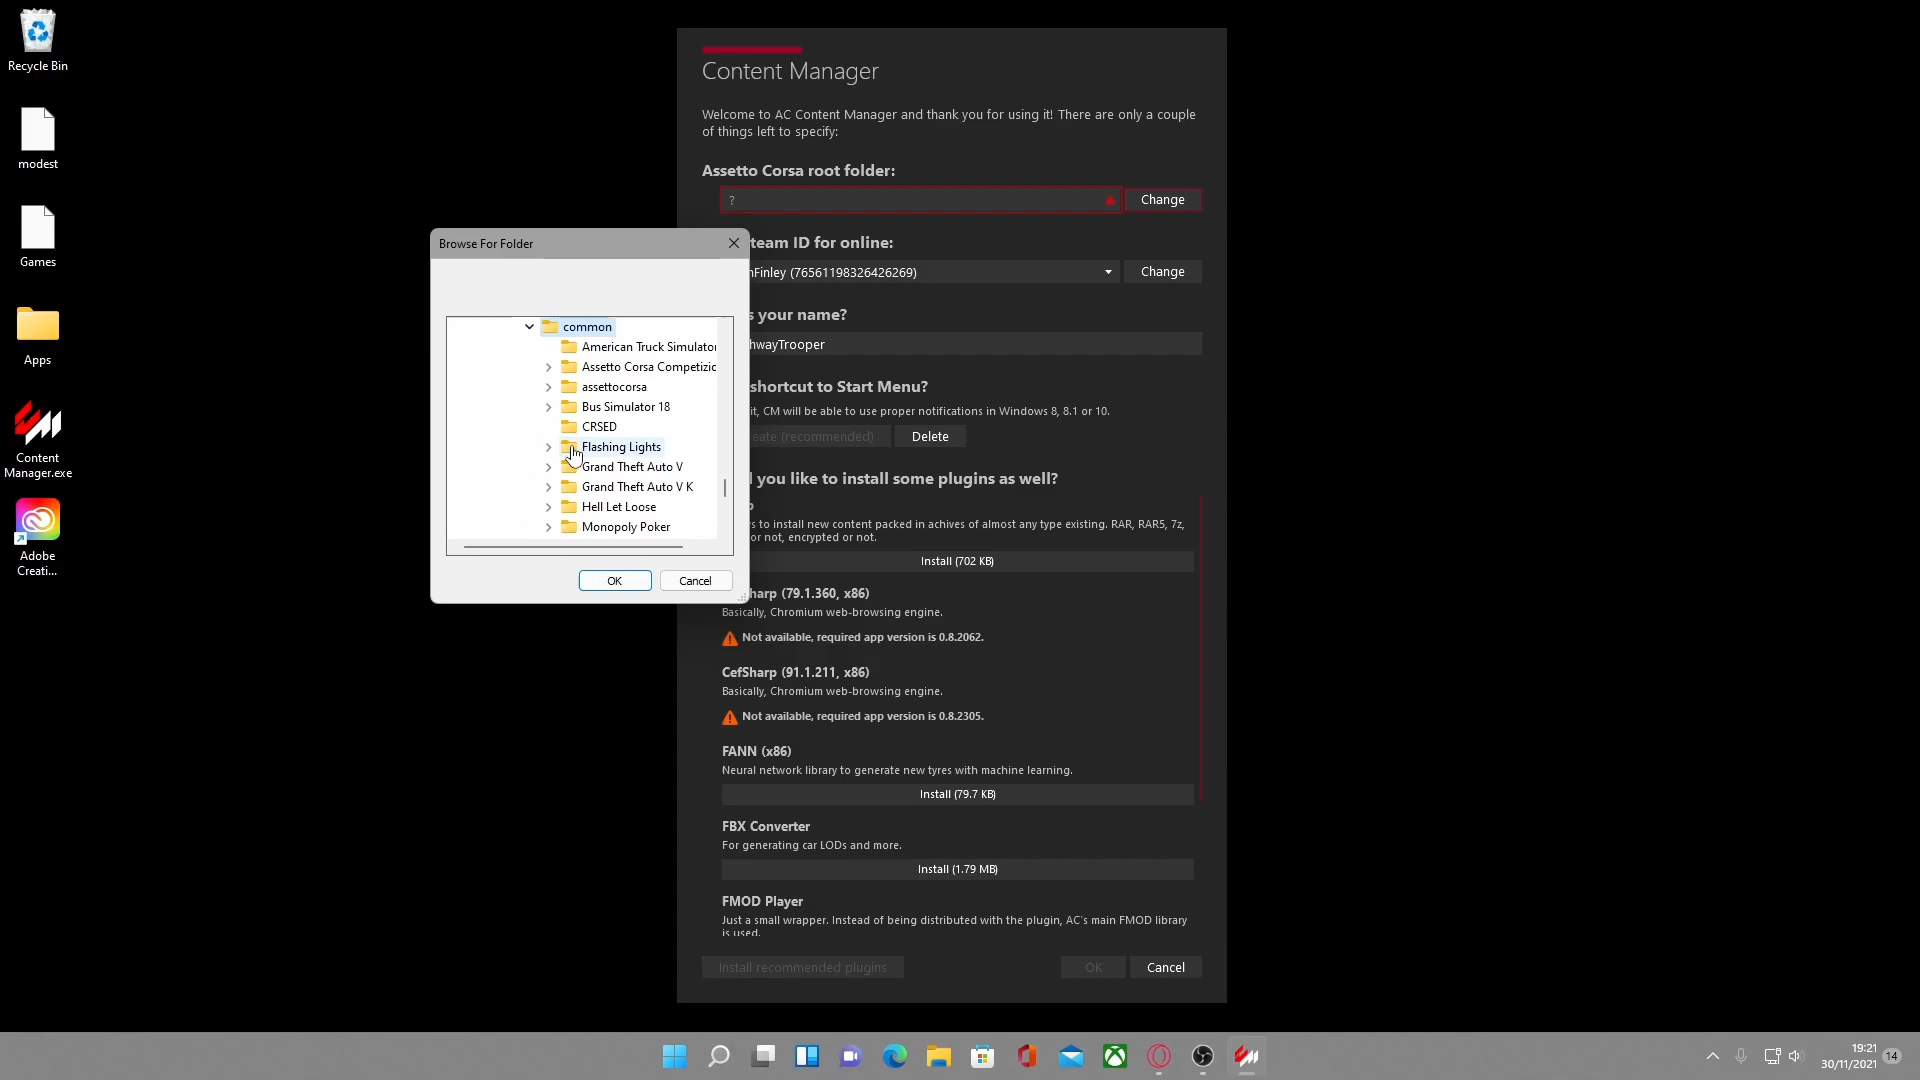 Recycle Bin
modest
Games
Apps
Content
Manager.exe
Adobe
Creati...
Content Manager
Welcome to AC Content Manager and thank you for using it! There are only a couple
of things left to specify:
Assetto Corsa root folder:
?
Change
team ID for online:
Finley (76561198326426269)
Change
s your name?
hwayTrooper
shortcut to Start Menu?
it, CM will be able to use proper notifications in Windows 8, 8.1 or 10.
eate (recommended)
Delete
you like to install some plugins as well?
s to install new content packed in achives of almost any type existing. RAR, RAR5, 7z,
or not, encrypted or not.
Install (702 KB)
harp (79.1.360, x86)
Basically, Chromium web-browsing engine.
Not available, required app version is 0.8.2062.
CefSharp (91.1.211, x86)
Basically, Chromium web-browsing engine.
Not available, required app version is 0.8.2305.
FANN (x86)
Neural network library to generate new tyres with machine learning.
Install (79.7 KB)
FBX Converter
For generating car LODs and more.
Install (1.79 MB)
FMOD Player
Just a small wrapper. Instead of being distributed with the plugin, AC's main FMOD library
is used.
Install recommended plugins
OK
Cancel
Browse For Folder
common
American Truck Simulator
Assetto Corsa Competizic
assettocorsa
Bus Simulator 18
CRSED
Flashing Lights
Grand Theft Auto V
Grand Theft Auto V K
Hell Let Loose
Monopoly Poker
OK
Cancel
19:21
30/11/2021
14